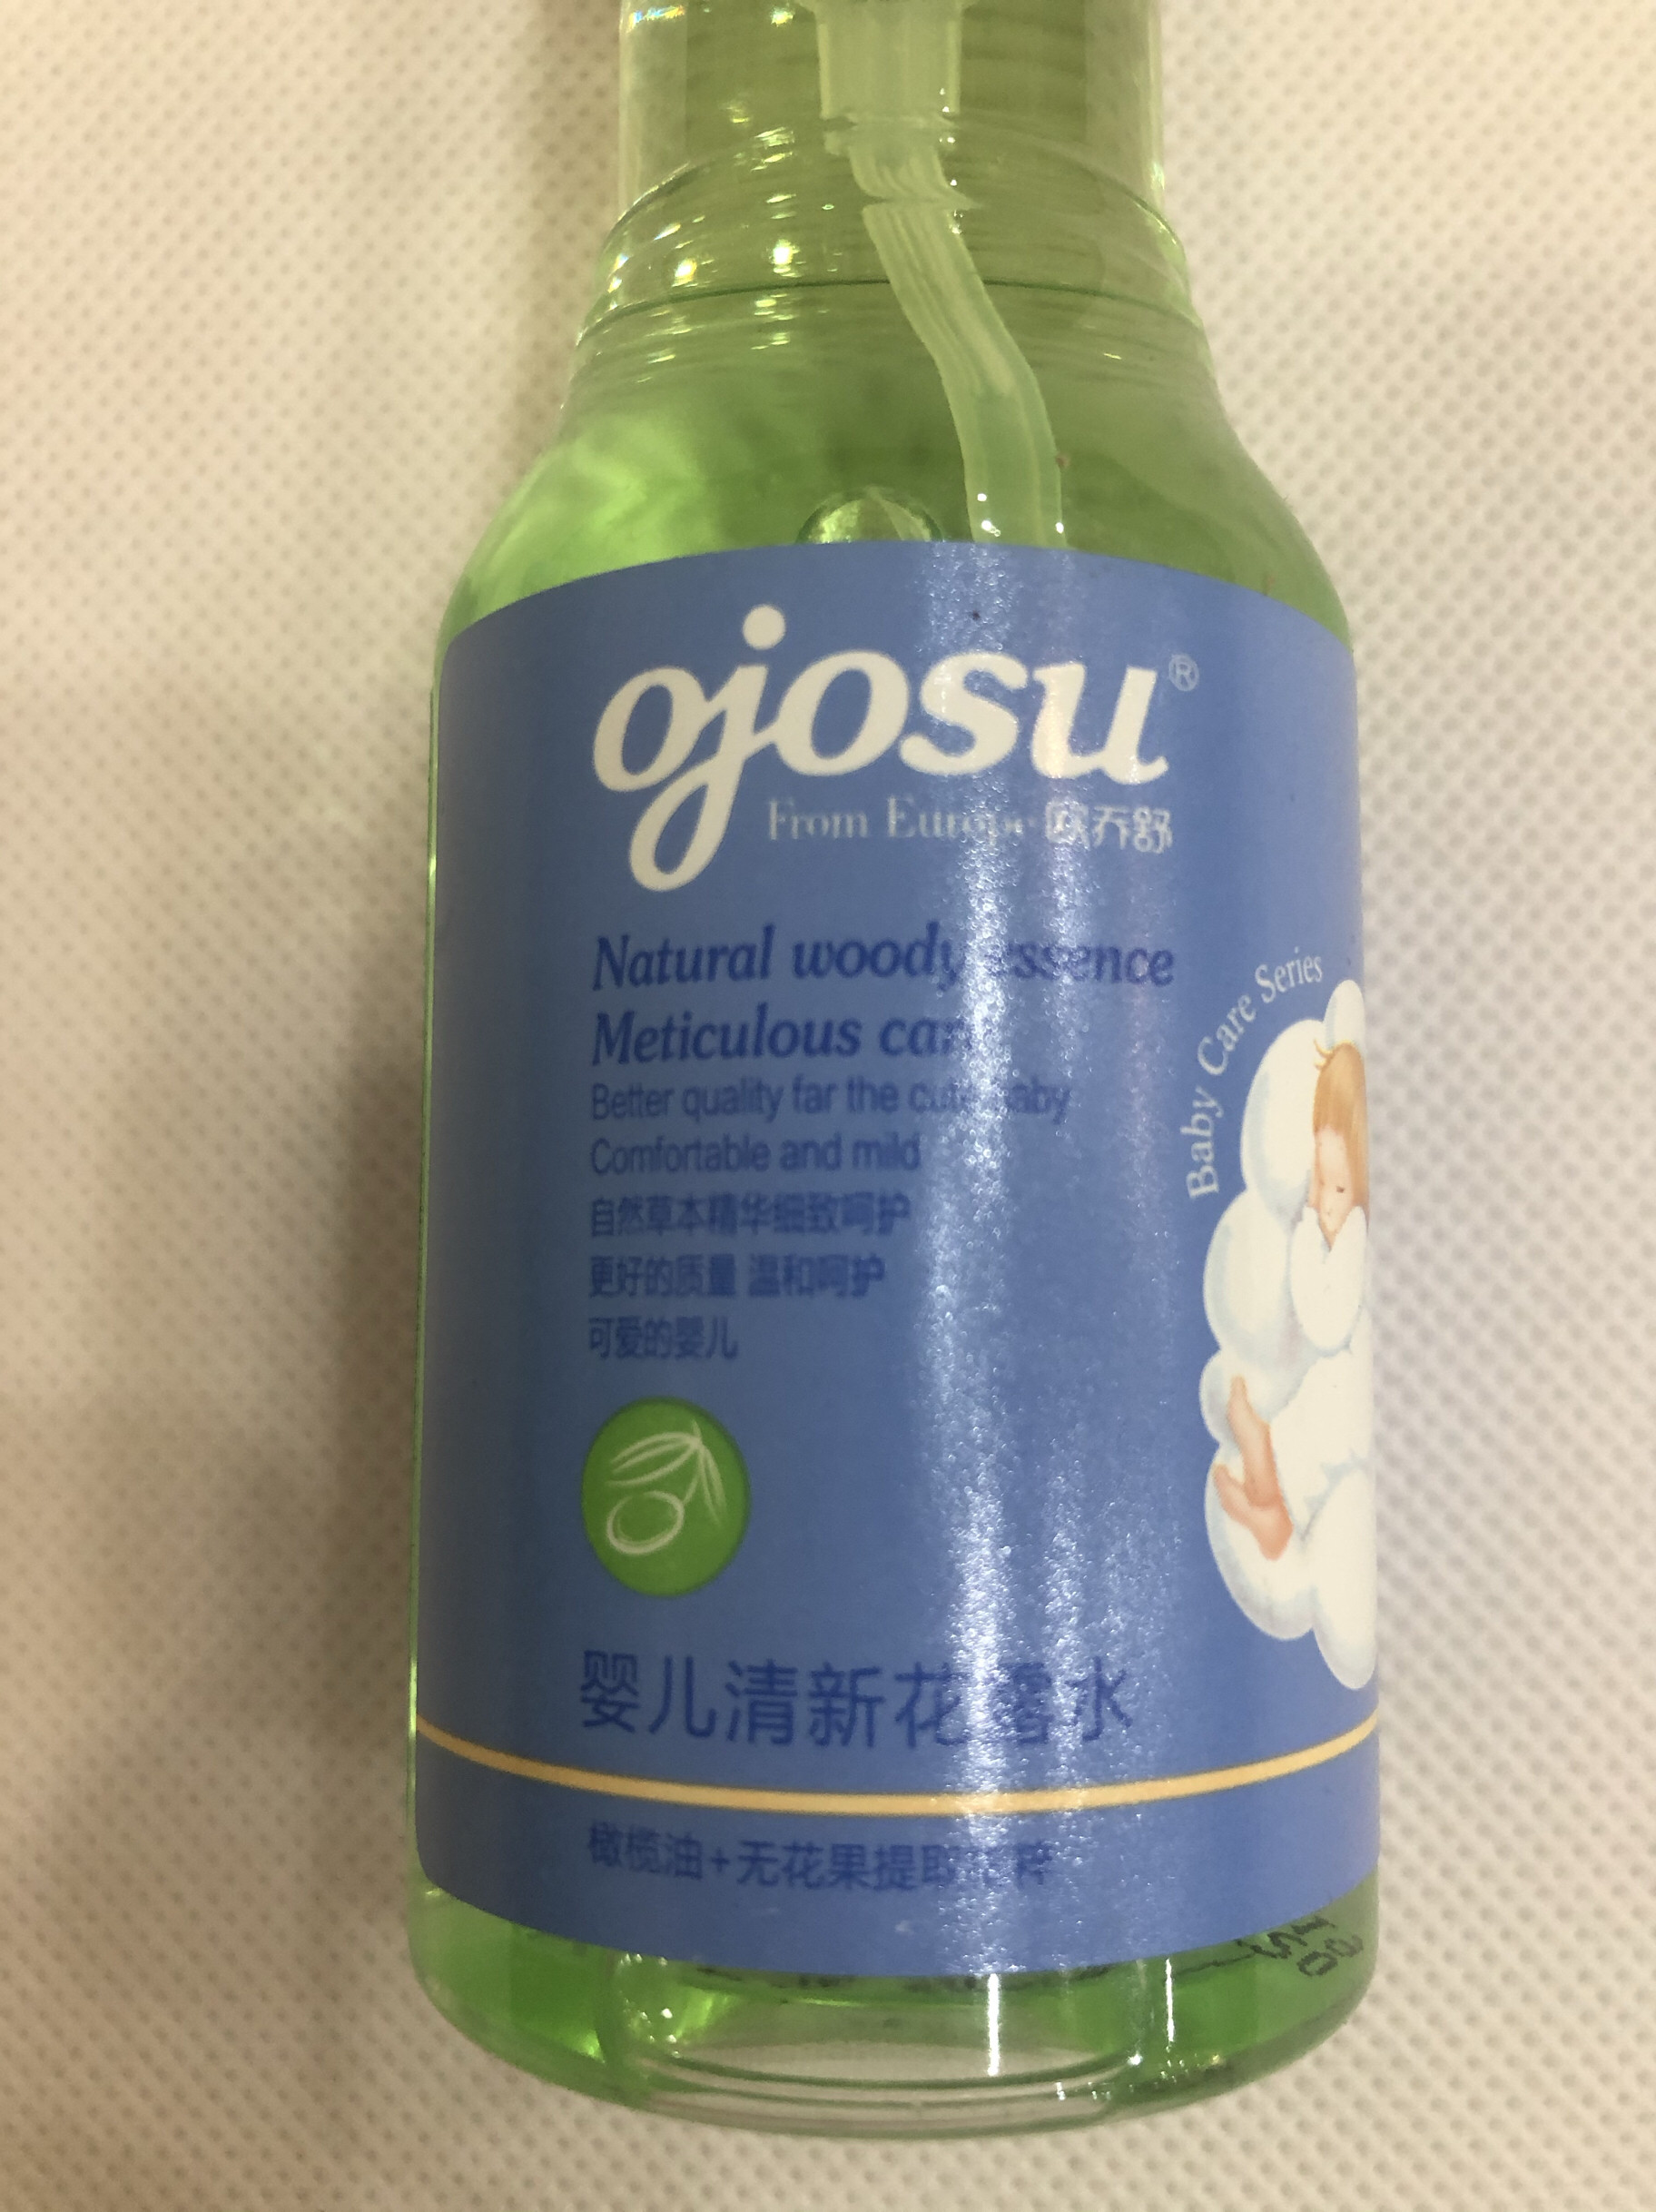 ojosu®
From Europe 欧乔舒
Natural woody essence
Meticulous care
Better quality far the cute baby
Comfortable and mild
自然草本精华细致呵护
更好的质量 温和呵护
可爱的婴儿
Baby Care Series
婴儿清新花露水
橄榄油+无花果提取